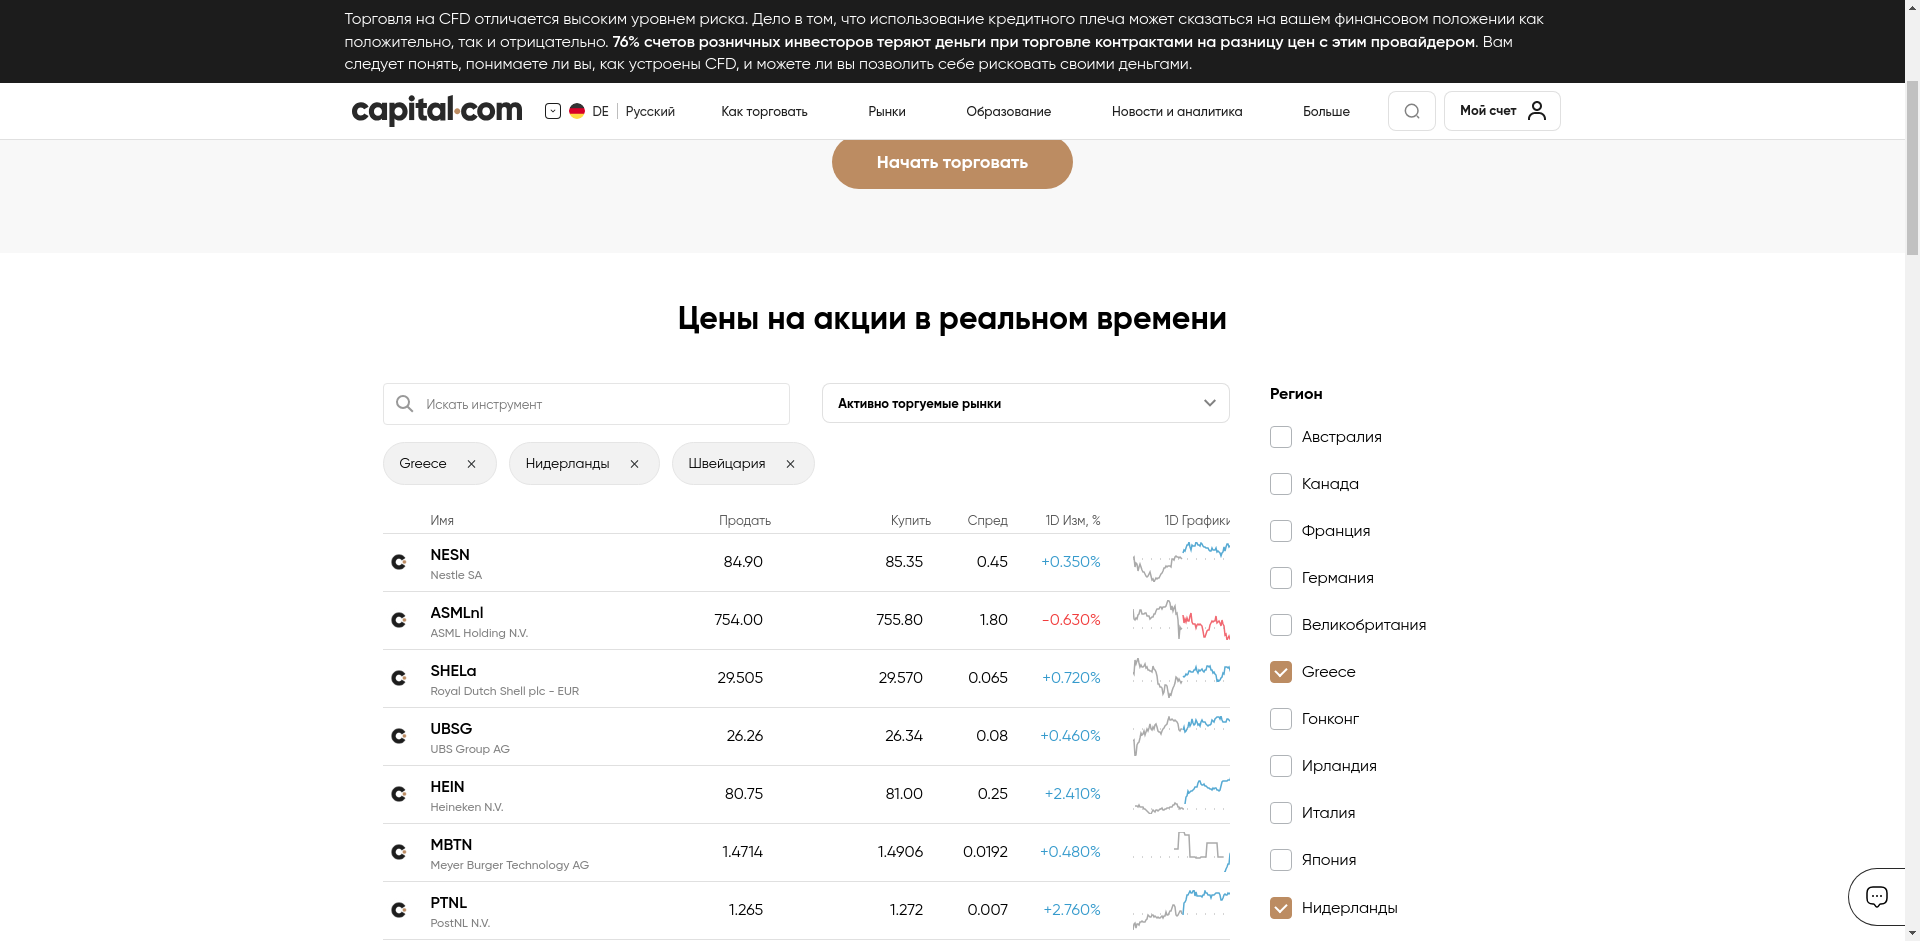 Торговля на CFD отличается высоким уровнем риска. Дело в том, что использование кредитного плеча может сказаться на вашем финансовом положении как
положительно, так и отрицательно. 76% счетов розничных инвесторов теряют деньги при торговле контрактами на разницу цен с этим провайдером. Вам
следует понять, понимаете ли вы, как устроены CFD, и можете ли вы позволить себе рисковать своими деньгами.
capital.com DE Русский Как торговать Рынки Образование Новости и аналитика Больше Мой счет
Начать торговать
Цены на акции в реальном времени
Искать инструмент
Активно торгуемые рынки
Greece Нидерланды Швейцария
Имя Продать Купить Спред 1D Изм, % 1D Графики
NESN 84.90 85.35 0.45 +0.350%
Nestle SA
ASMLnl 754.00 755.80 1.80 -0.630%
ASML Holding N.V.
SHELa 29.505 29.570 0.065 +0.720%
Royal Dutch Shell plc - EUR
UBSG 26.26 26.34 0.08 +0.460%
UBS Group AG
HEIN 80.75 81.00 0.25 +2.410%
Heineken N.V.
MBTN 1.4714 1.4906 0.0192 +0.480%
Meyer Burger Technology AG
PTNL 1.265 1.272 0.007 +2.760%
PostNL N.V.
Регион
Австралия
Канада
Франция
Германия
Великобритания
Greece
Гонконг
Ирландия
Италия
Япония
Нидерланды